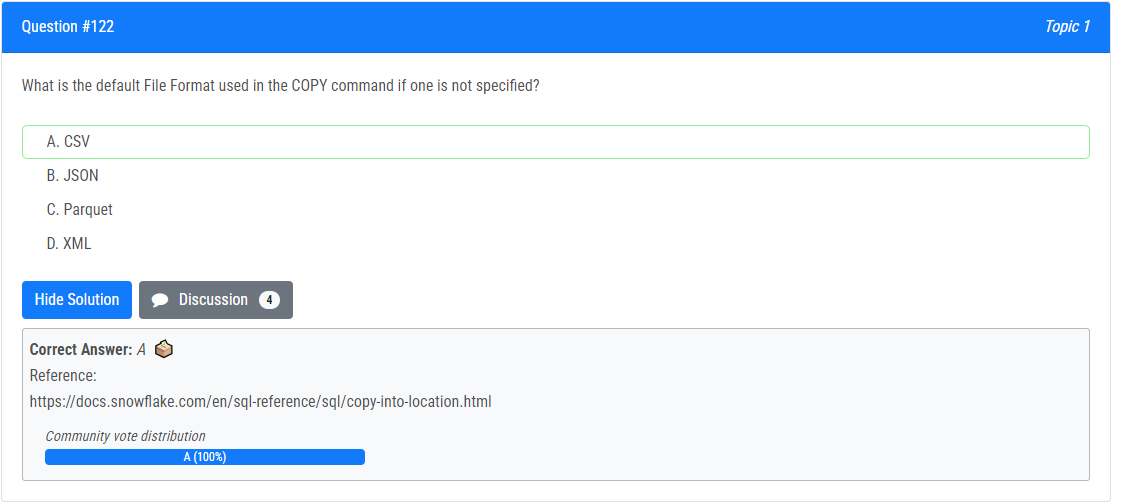 Question #122
Topic 1
What is the default File Format used in the COPY command if one is not specified?
A. CSV
B. JSON
C. Parquet
D. XML
Hide Solution
Discussion 4
Correct Answer: A
Reference:
https://docs.snowflake.com/en/sql-reference/sql/copy-into-location.html
Community vote distribution
A (100%)